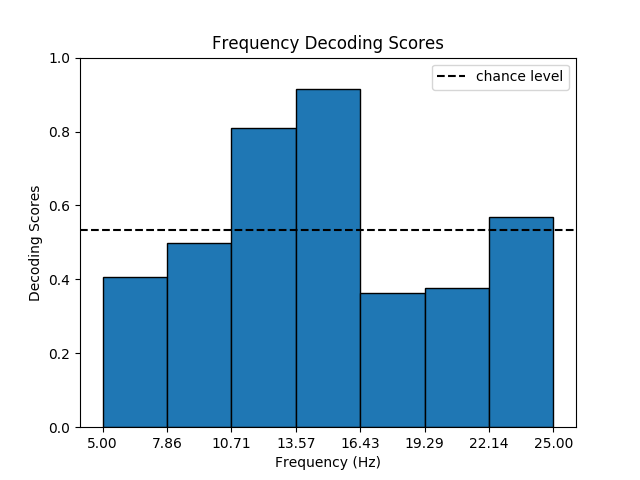 Frequency Decoding Scores
chance level
1.0
0.8
0.6
0.4
0.2
0.0
Decoding Scores
5.00 7.86 10.71 13.57 16.43 19.29 22.14 25.00
Frequency (Hz)